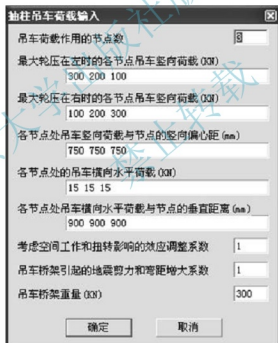 抽柱吊车荷载输入
吊车荷载作用的节点数 3
最大轮压在左时的各节点吊车竖向荷载(KN)
300 200 100
最大轮压在右时的各节点吊车竖向荷载(KN)
100 200 300
各节点处吊车竖向荷载与节点的竖向偏心距(mm)
750 750 750
各节点处的吊车横向水平荷载(KN)
15 15 15
各节点处吊车横向水平荷载与节点的垂直距离(mm)
900 900 900
考虑空间工作和扭转影响的效应调整系数 1
吊车桥架引起的地震剪力和弯距增大系数 1
吊车桥架重量(KN) 300
确定 取消